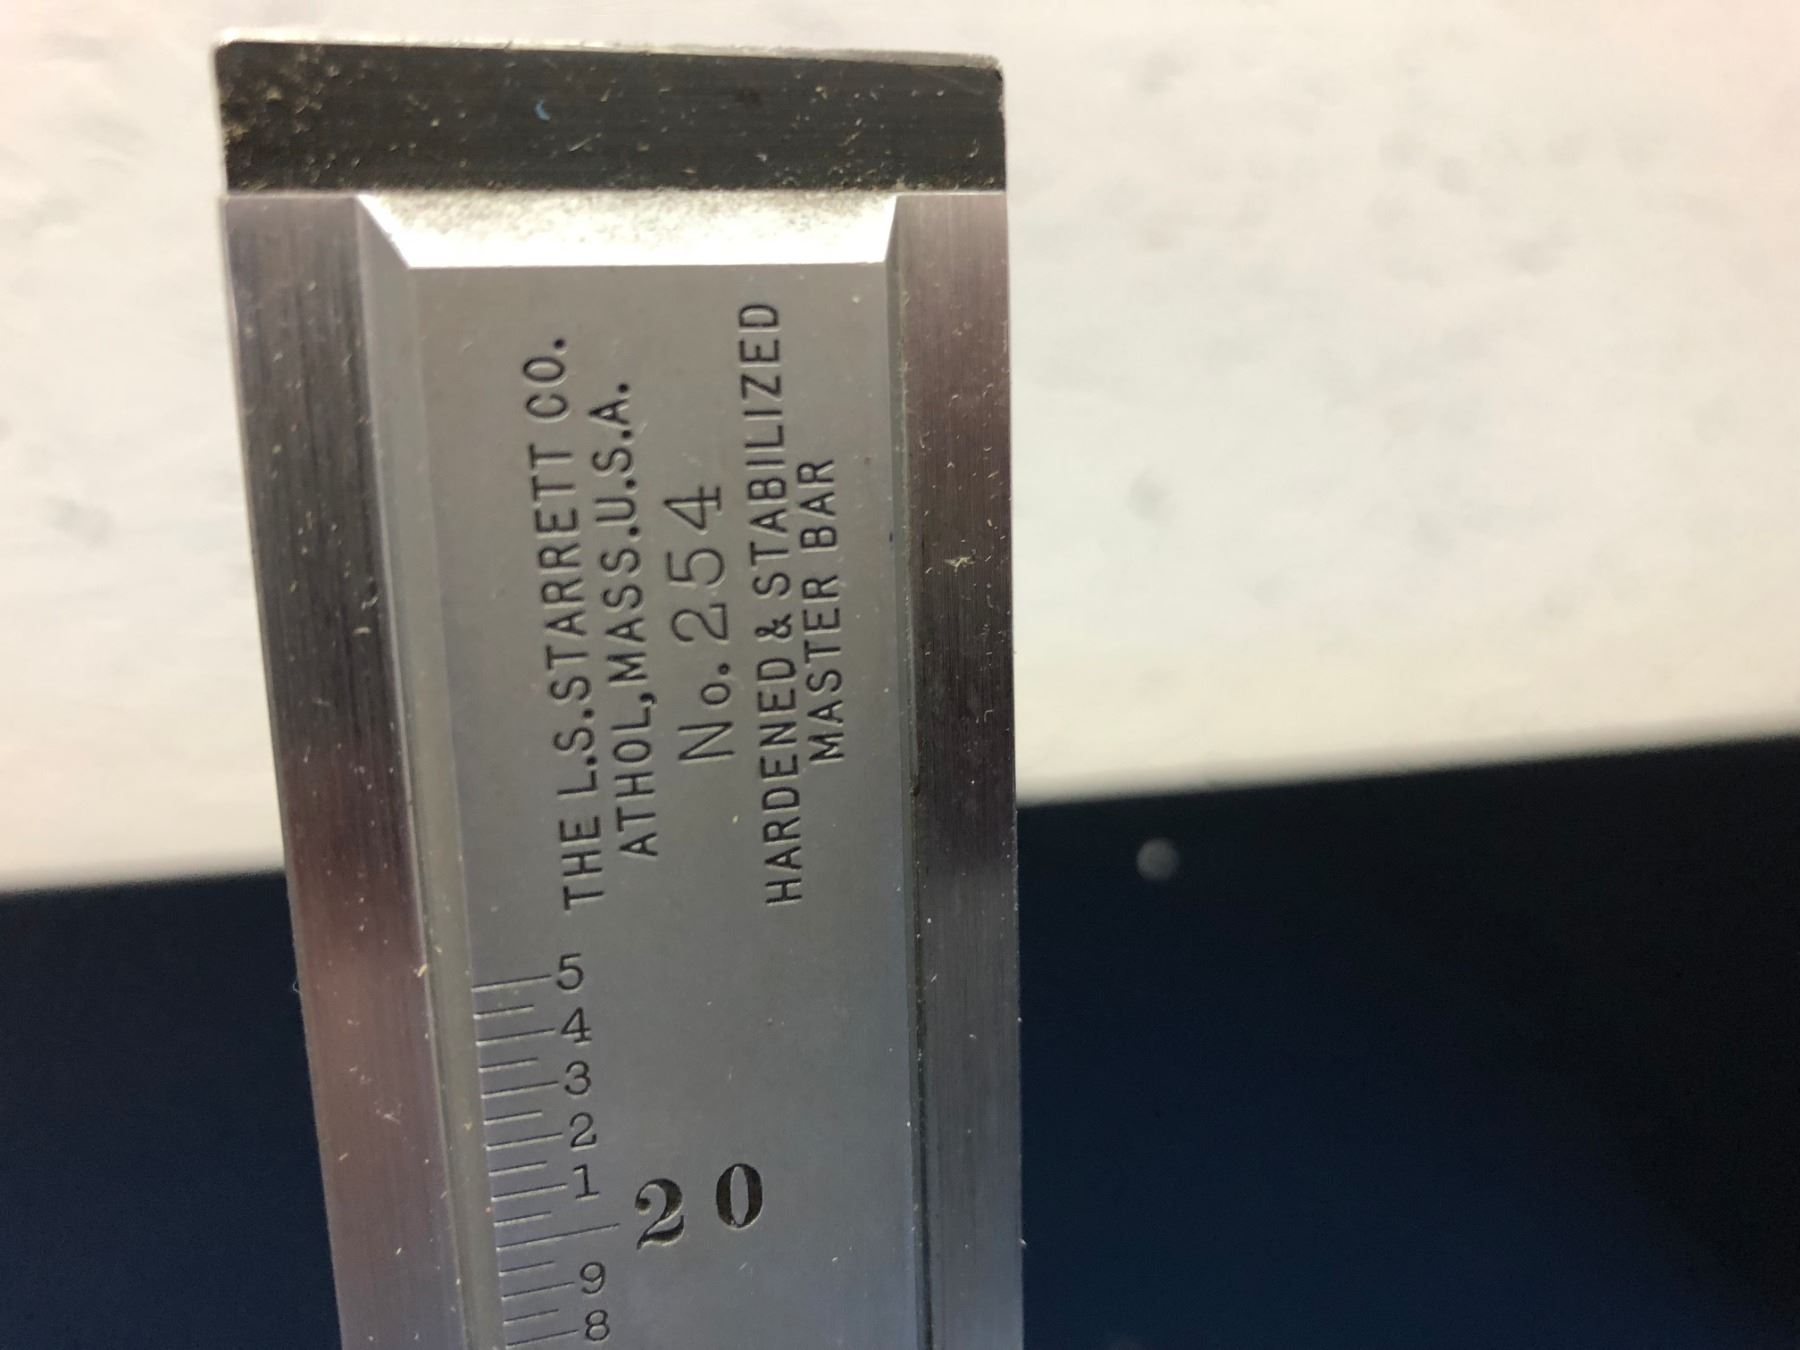 THE L.S.STARRETT CO.
ATHOL,MASS.U.S.A.
No.254
HARDENED & STABILIZED
MASTER BAR
5
4
3
2
1
20
9
8